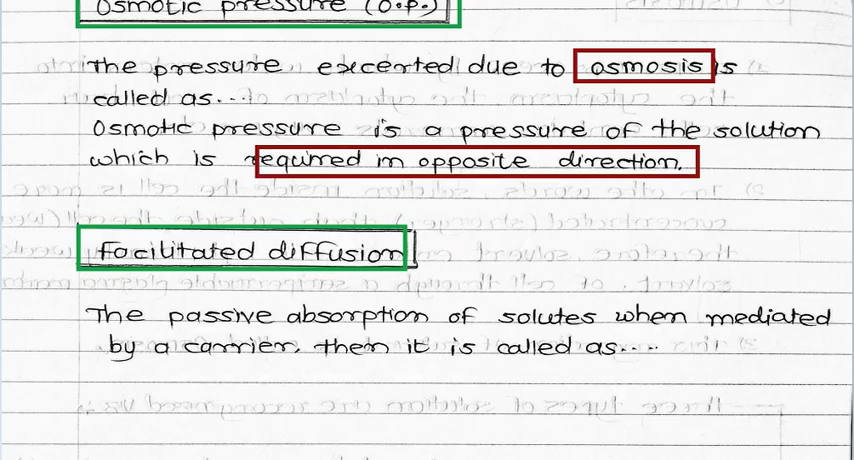 Osmotic pressure (O.P.)
The pressure excerted due to osmosis is
called as....
Osmotic pressure is a pressure of the solution
which is required in opposite direction.
Facilitated diffusion
The passive absorption of solutes when mediated
by a carrier, then it is called as....